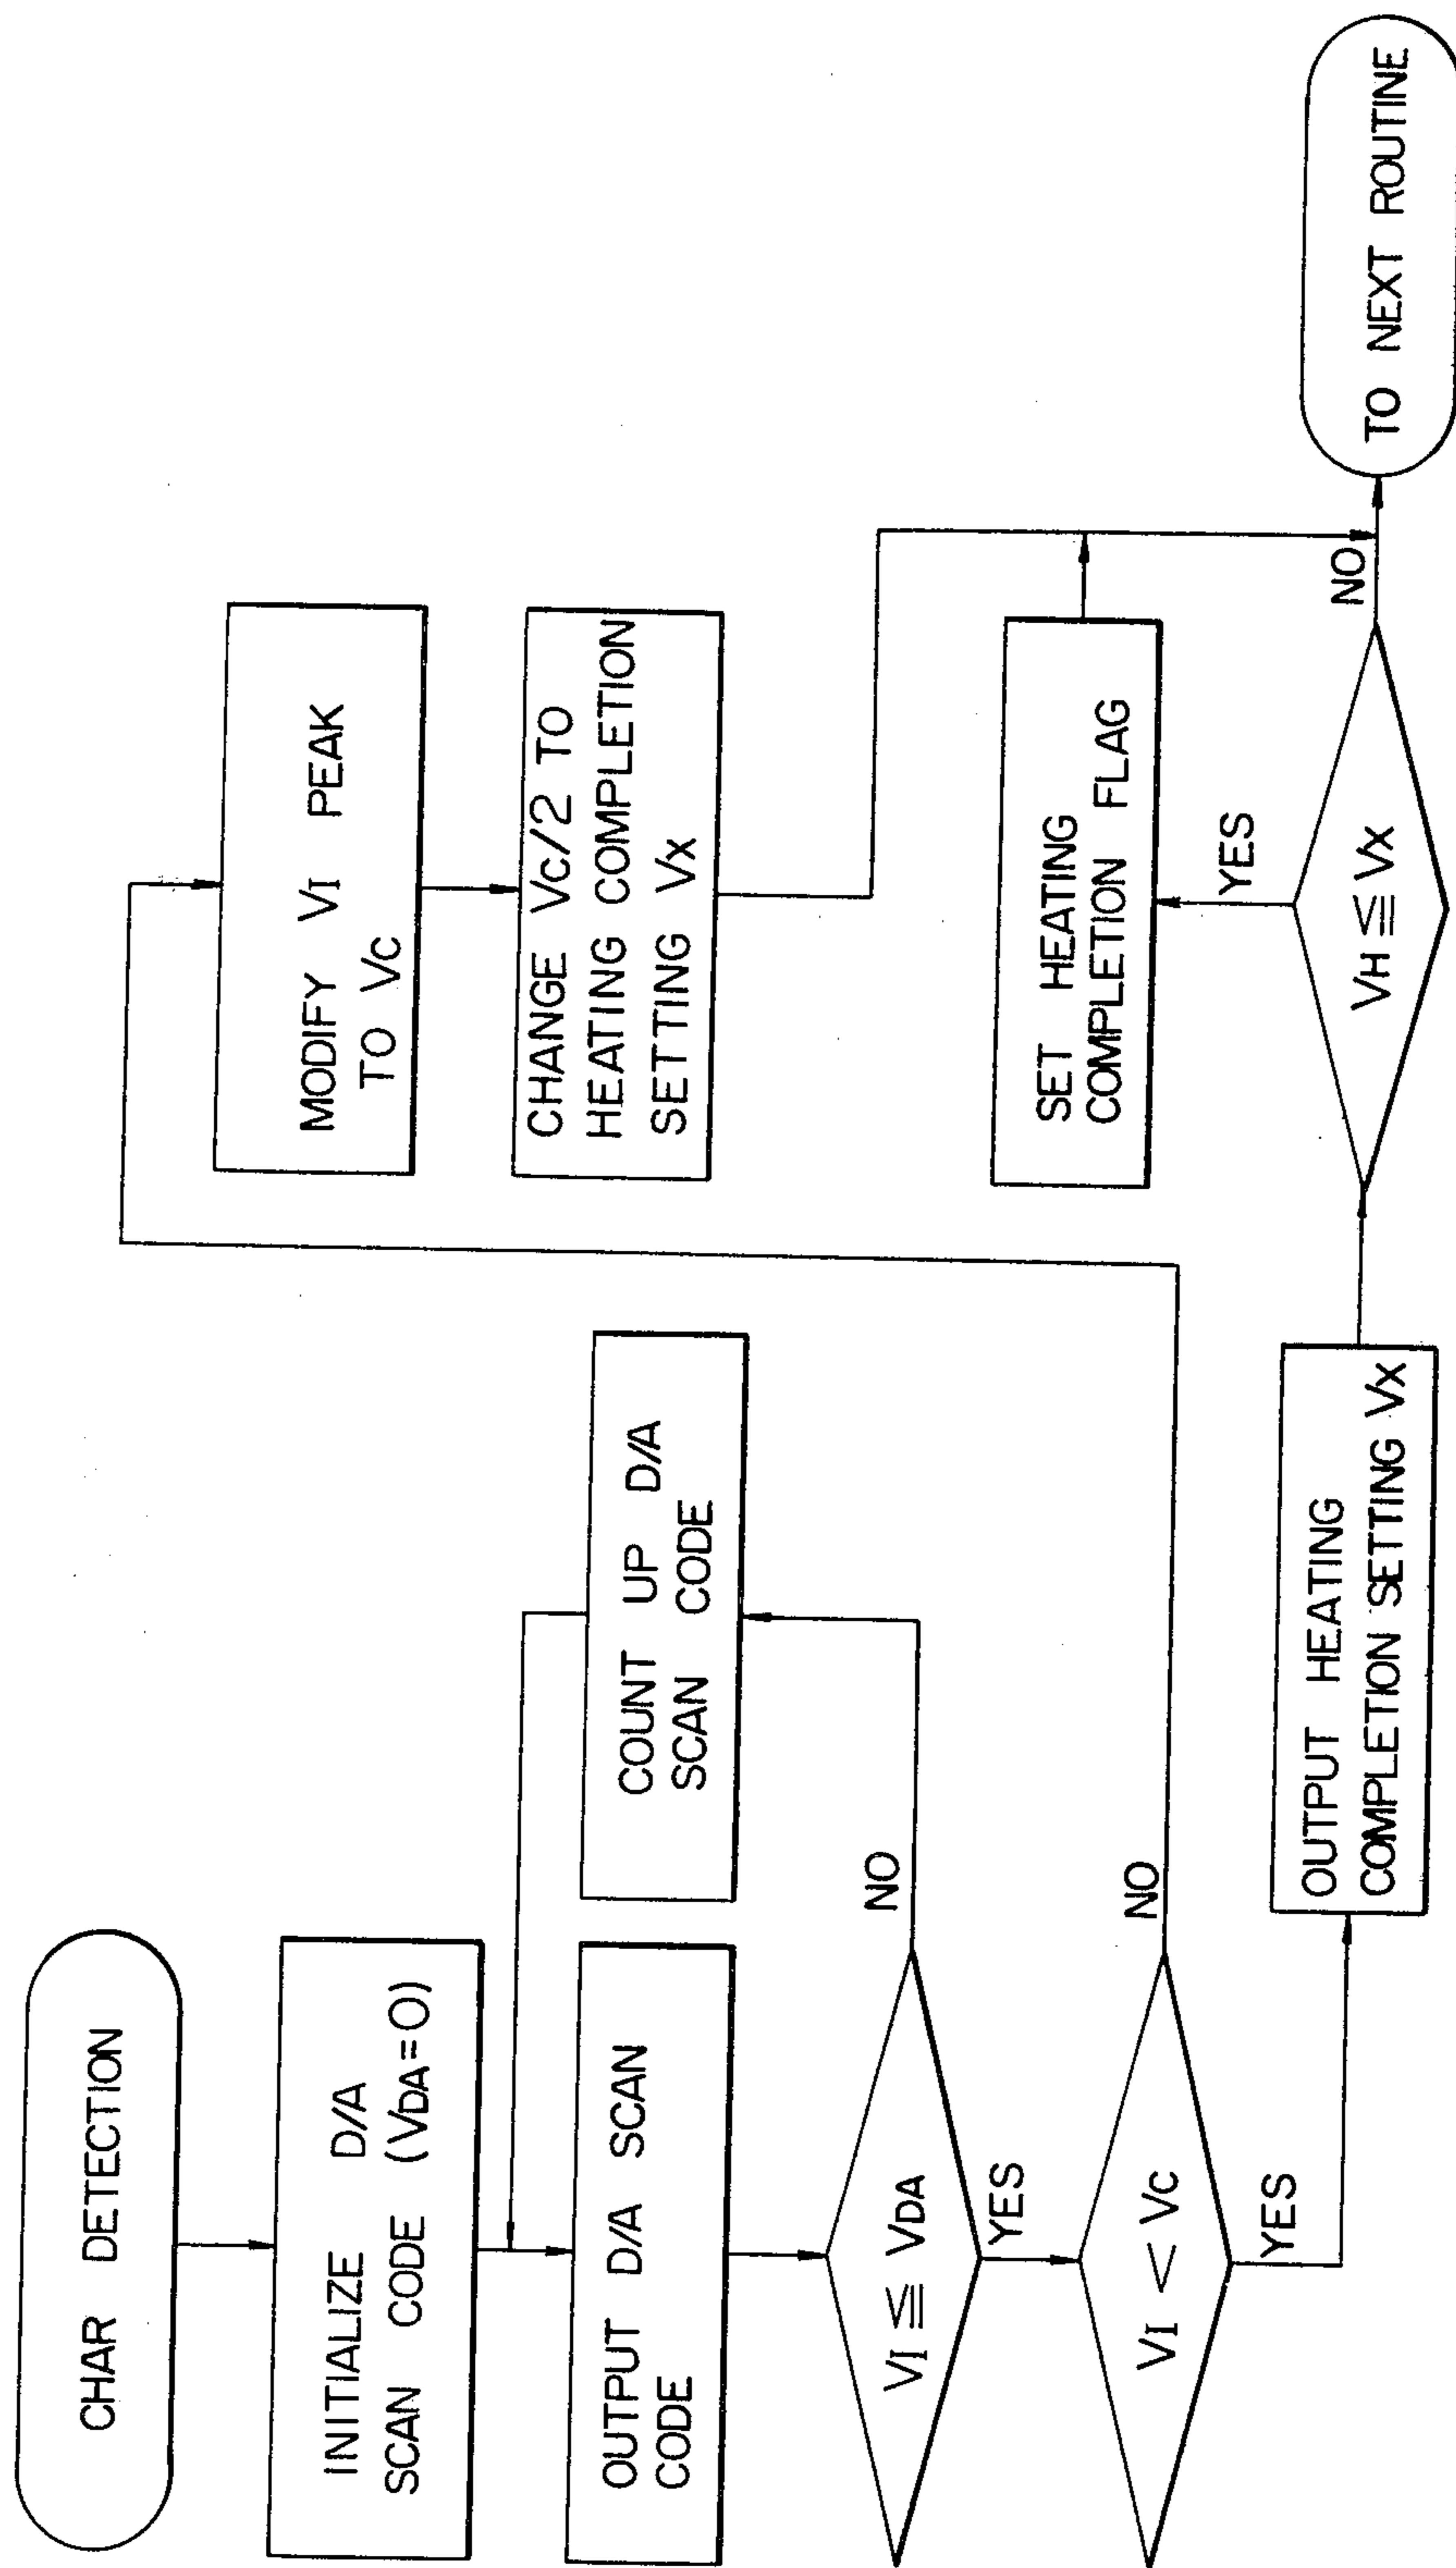 CHAR DETECTION
INITIALIZE D/A
SCAN CODE (VDA=0)
OUTPUT D/A SCAN
CODE
COUNT UP D/A
SCAN CODE
VI ≦ VDA
NO
YES
VI < VC
NO
YES
MODIFY VI PEAK
TO VC
CHANGE VC/2 TO
HEATING COMPLETION
SETTING VX
OUTPUT HEATING
COMPLETION SETTING VX
VH ≦ VX
YES
NO
SET HEATING
COMPLETION FLAG
TO NEXT ROUTINE